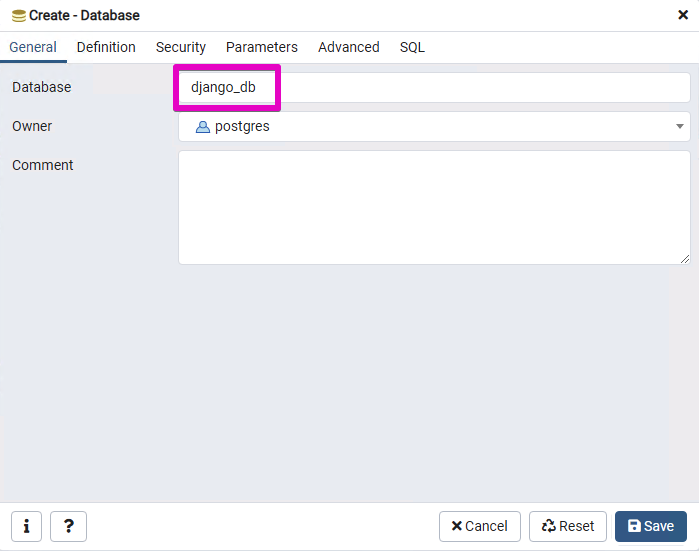 Create - Database
General Definition Security Parameters Advanced SQL
Database django_db
Owner postgres
Comment
i ? Cancel Reset Save